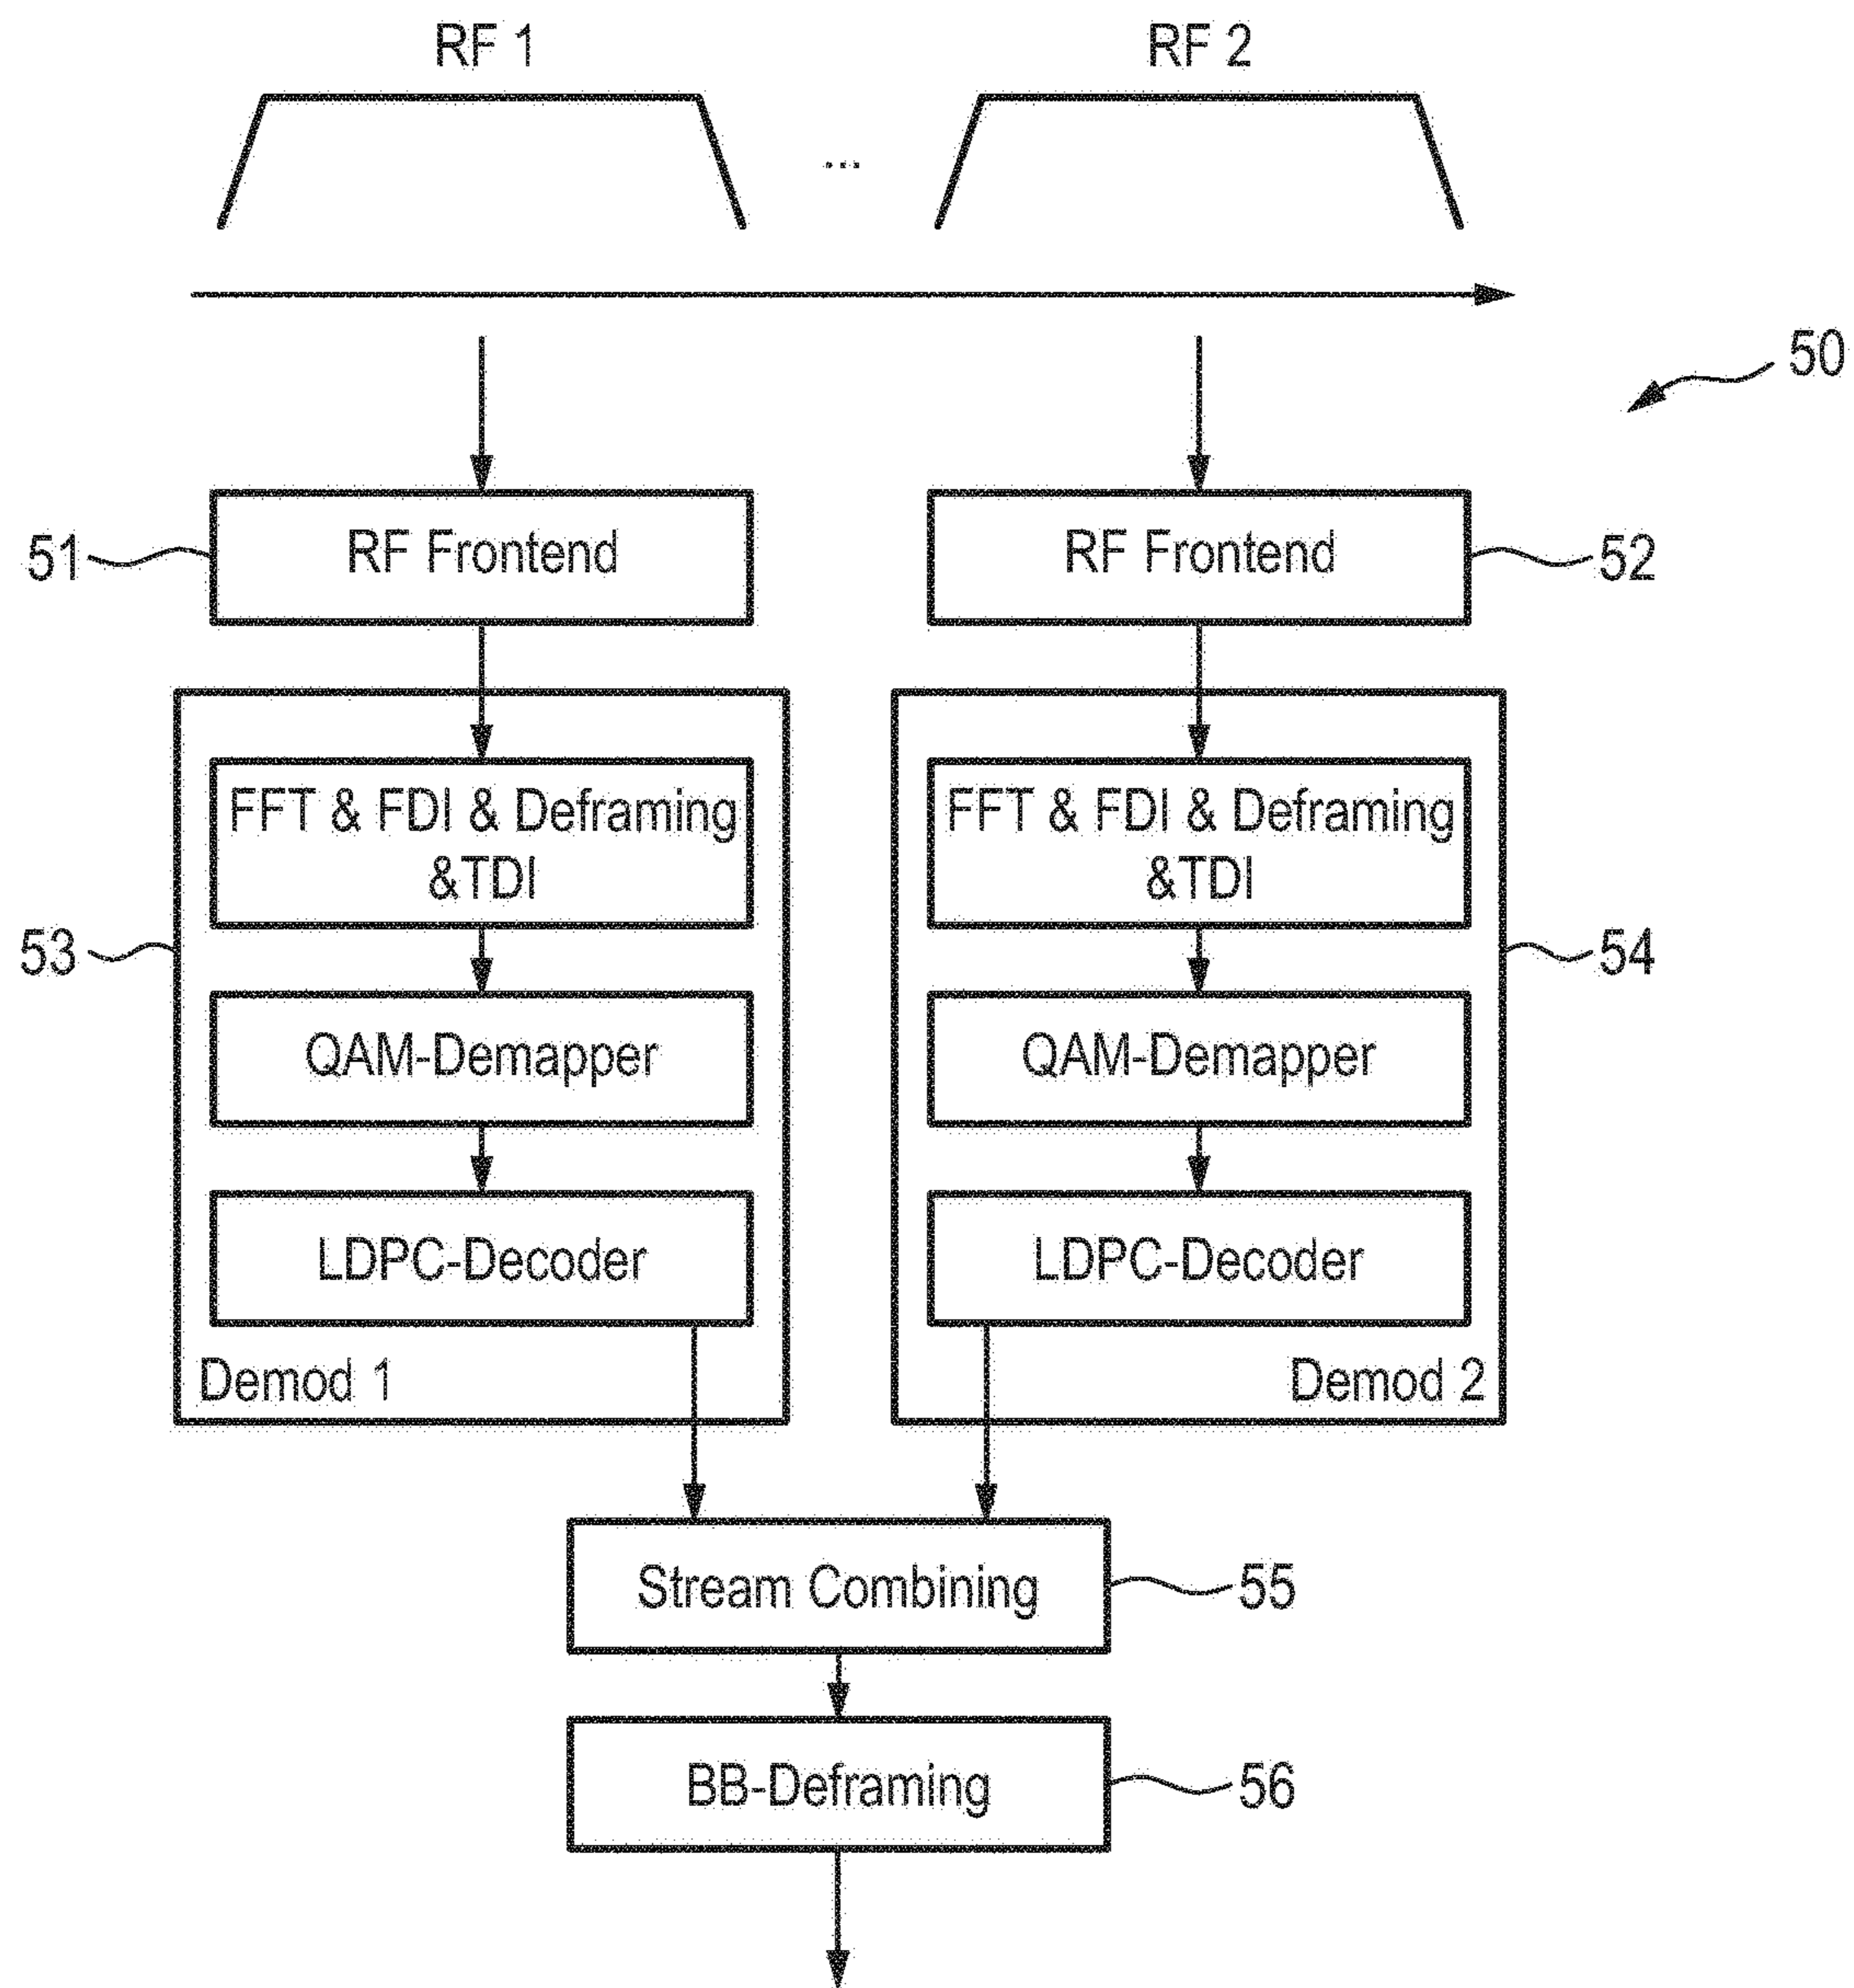 RF 1
RF 2
...
50
RF Frontend
RF Frontend
51
52
FFT & FDI & Deframing
&TDI
FFT & FDI & Deframing
&TDI
53
54
QAM-Demapper
QAM-Demapper
LDPC-Decoder
LDPC-Decoder
Demod 1
Demod 2
Stream Combining
55
BB-Deframing
56